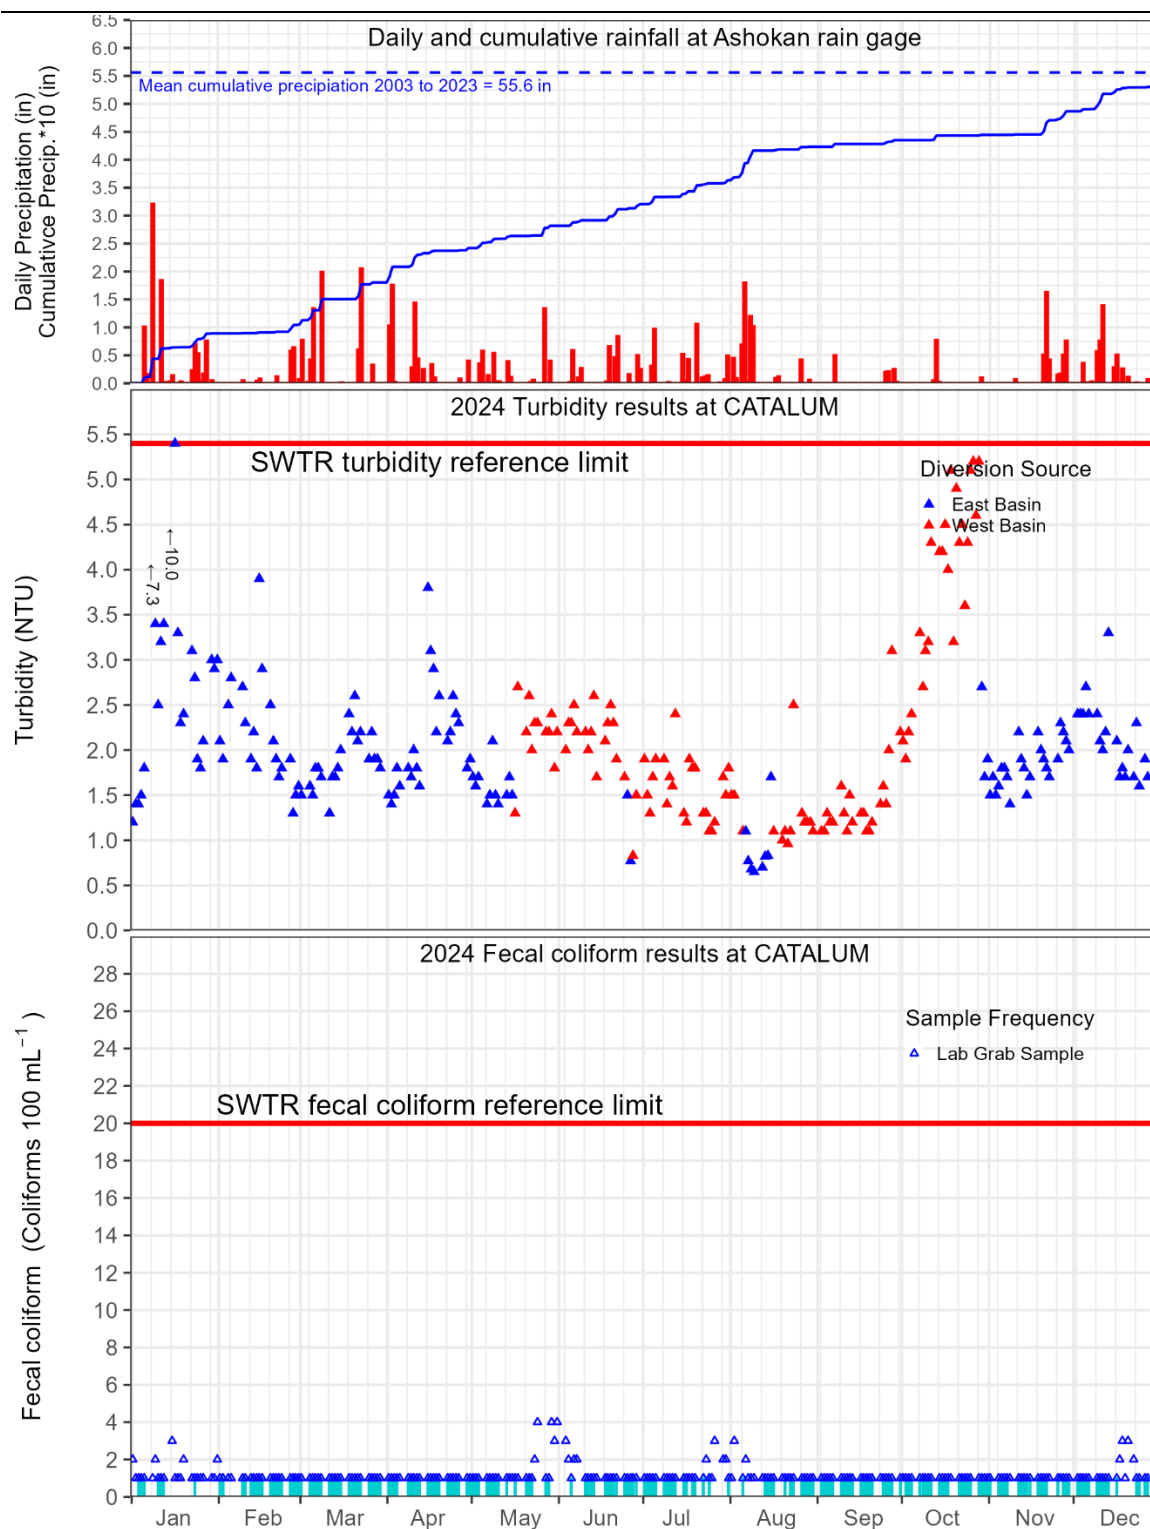 Daily and cumulative rainfall at Ashokan rain gage
Mean cumulative precipiation 2003 to 2023 = 55.6 in
Daily Precipitation (in)
Cumulativce Precip.*10 (in)
6.5
6.0
5.5
5.0
4.5
4.0
3.5
3.0
2.5
2.0
1.5
1.0
0.5
0.0
2024 Turbidity results at CATALUM
SWTR turbidity reference limit
Diversion Source
East Basin
West Basin
←10.0
←7.3
Turbidity (NTU)
5.5
5.0
4.5
4.0
3.5
3.0
2.5
2.0
1.5
1.0
0.5
0.0
2024 Fecal coliform results at CATALUM
Sample Frequency
Lab Grab Sample
SWTR fecal coliform reference limit
Fecal coliform (Coliforms 100 mL⁻¹ )
28
26
24
22
20
18
16
14
12
10
8
6
4
2
0
Jan Feb Mar Apr May Jun Jul Aug Sep Oct Nov Dec